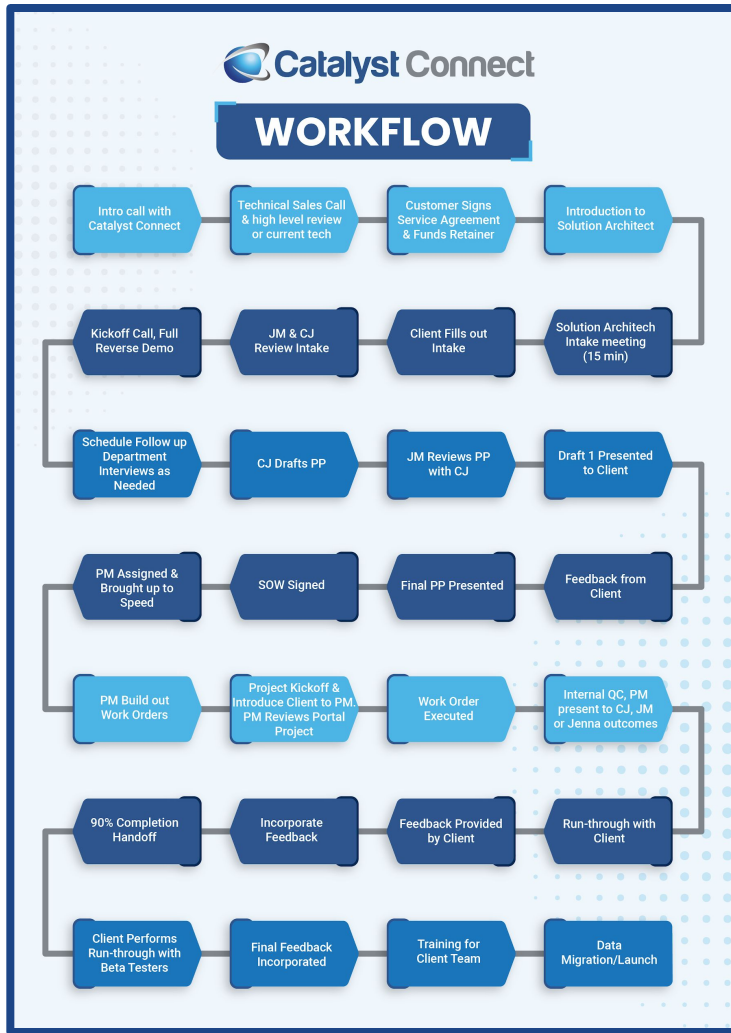 Catalyst Connect
WORKFLOW
Intro call with
Catalyst Connect
Technical Sales Call
& high level review
or current tech
Customer Signs
Service Agreement
& Funds Retainer
Introduction to
Solution Architect
Kickoff Call, Full
Reverse Demo
JM & CJ
Review Intake
Client Fills out
Intake
Solution Architech
Intake meeting
(15 min)
Schedule Follow up
Department
Interviews as
Needed
CJ Drafts PP
JM Reviews PP
with CJ
Draft 1 Presented
to Client
PM Assigned &
Brought up to
Speed
SOW Signed
Final PP Presented
Feedback from
Client
PM Build out
Work Orders
Project Kickoff &
Introduce Client to PM.
PM Reviews Portal
Project
Work Order
Executed
Internal QC, PM
present to CJ, JM
or Jenna outcomes
90% Completion
Handoff
Incorporate
Feedback
Feedback Provided
by Client
Run-through with
Client
Client Performs
Run-through with
Beta Testers
Final Feedback
Incorporated
Training for
Client Team
Data
Migration/Launch